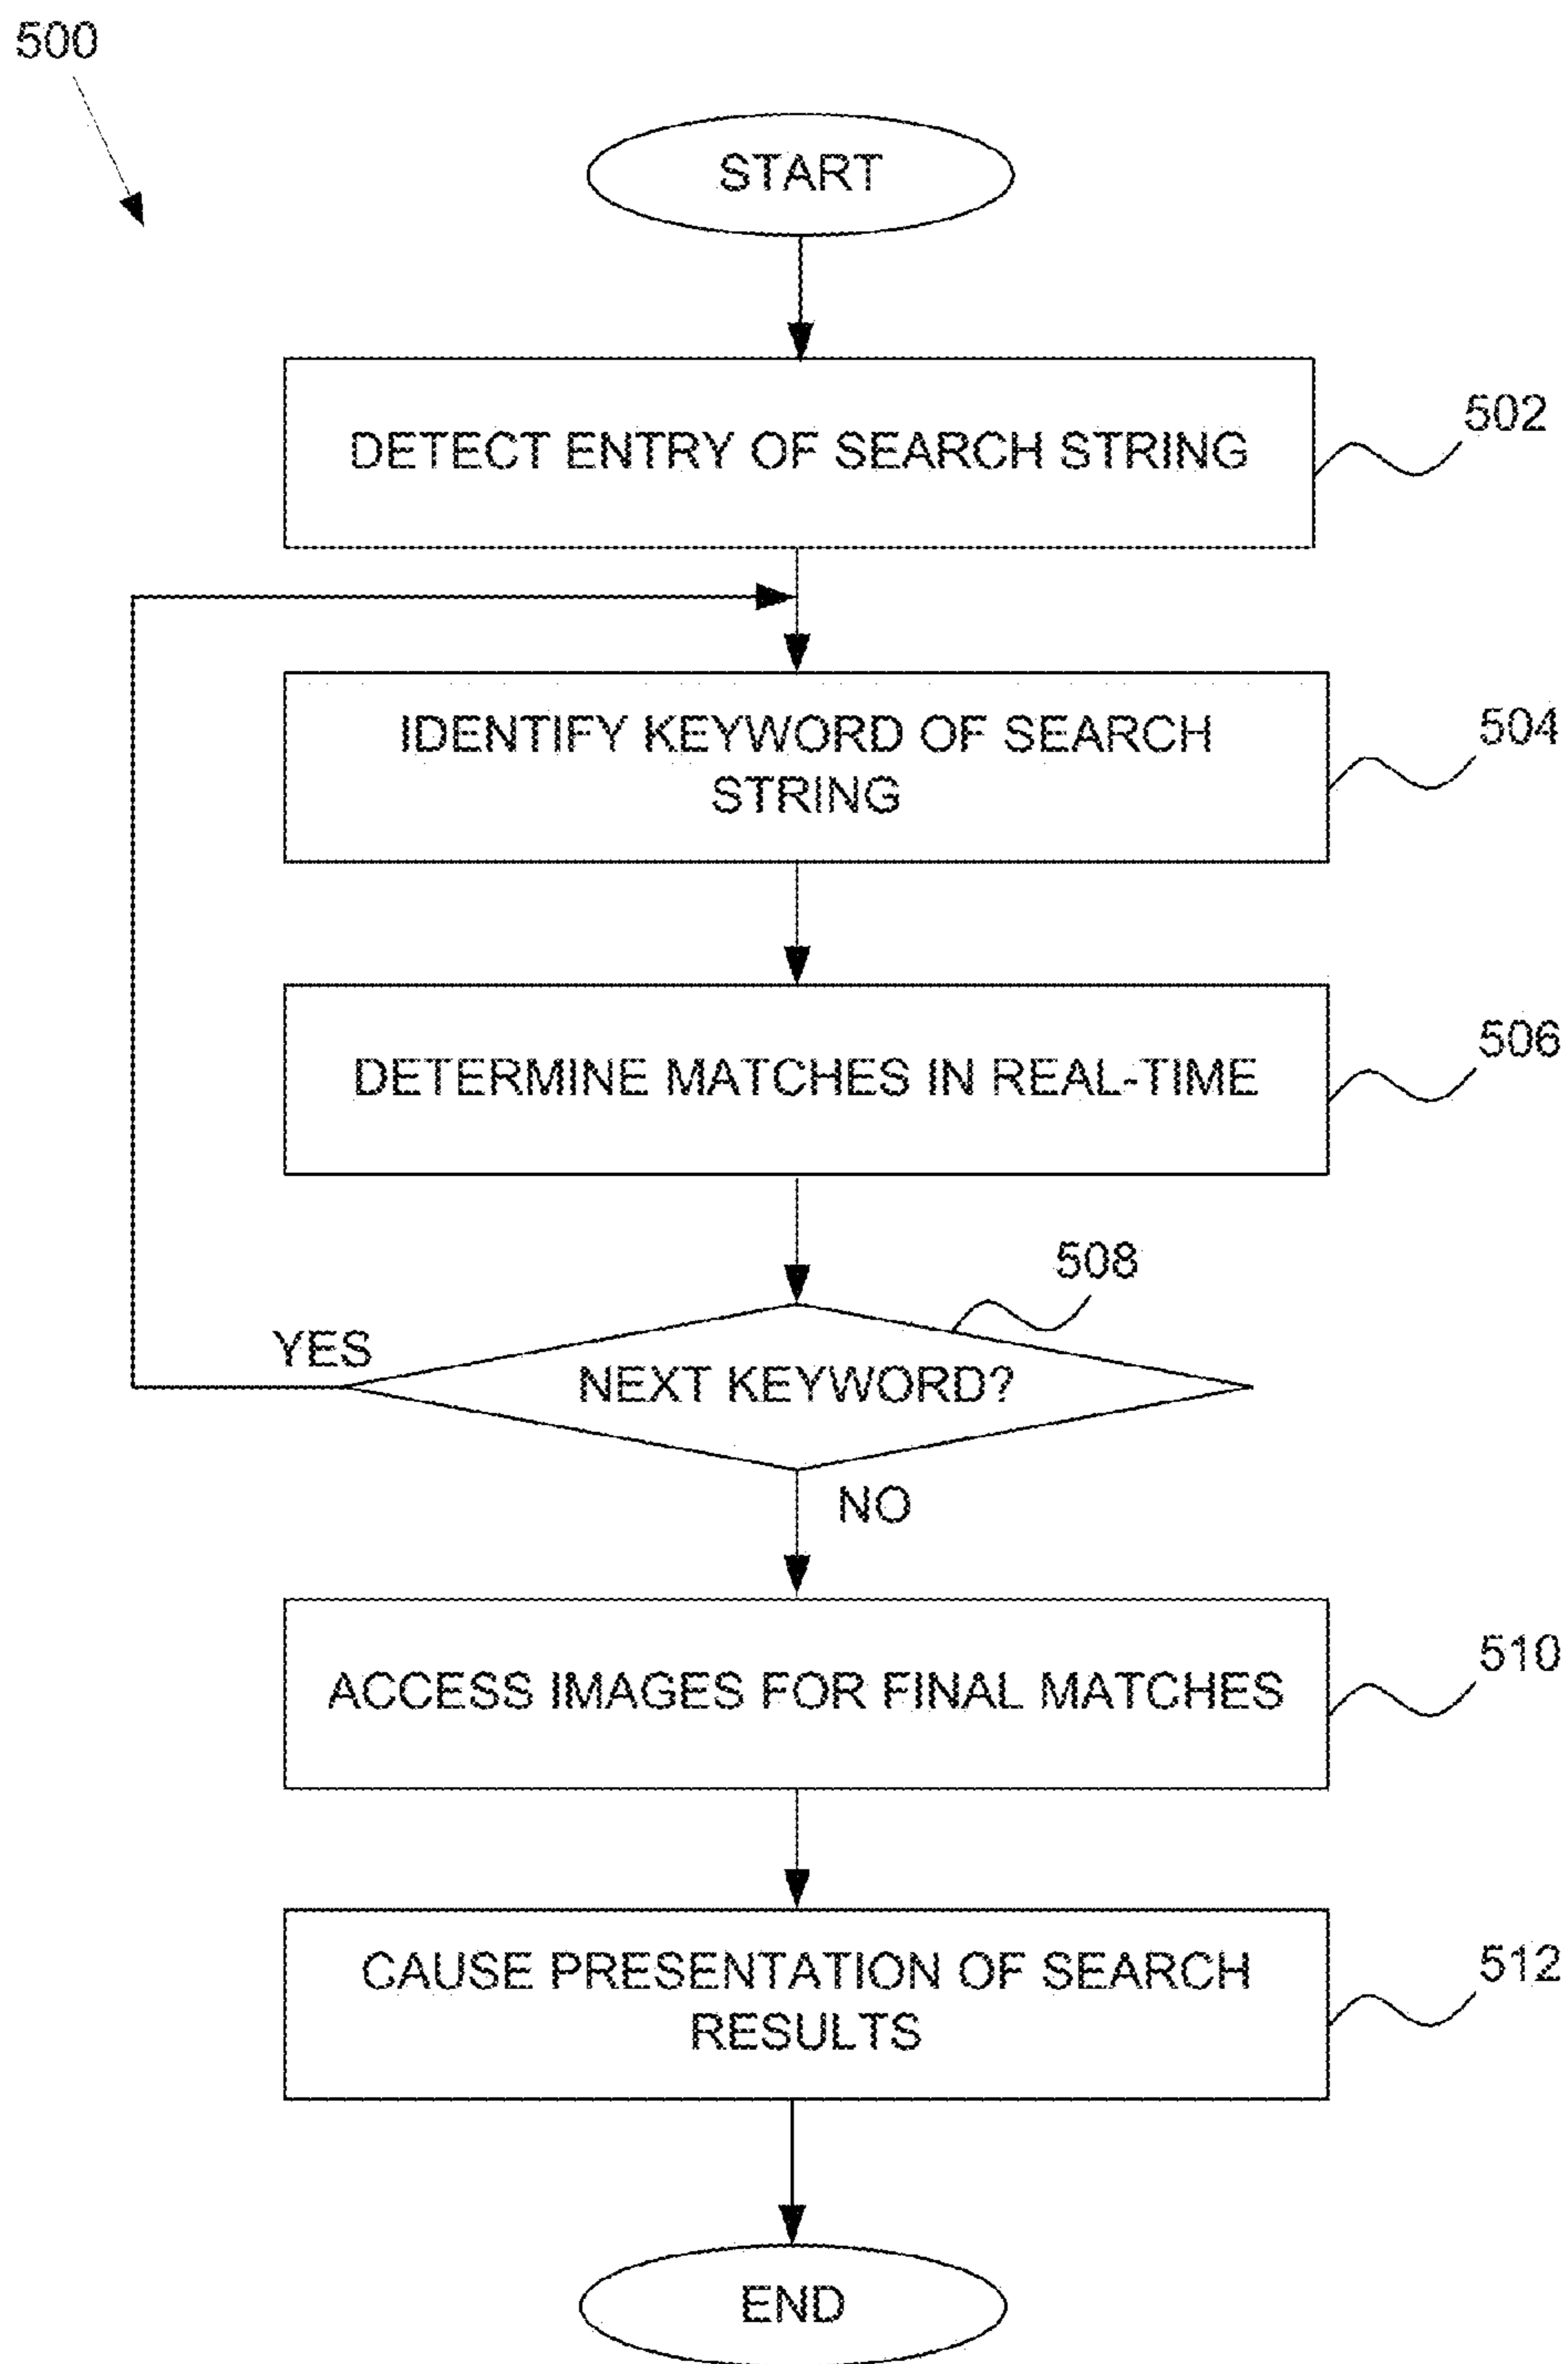 500
START
DETECT ENTRY OF SEARCH STRING
502
IDENTIFY KEYWORD OF SEARCH
STRING
504
DETERMINE MATCHES IN REAL-TIME
506
508
YES
NEXT KEYWORD?
NO
ACCESS IMAGES FOR FINAL MATCHES
510
CAUSE PRESENTATION OF SEARCH
RESULTS
512
END